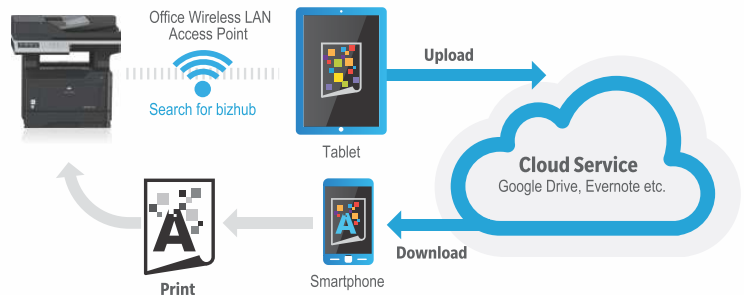 Office Wireless LAN
Access Point
Search for bizhub
Tablet
Upload
Cloud Service
Google Drive, Evernote etc.
Download
Smartphone
A
A
Print